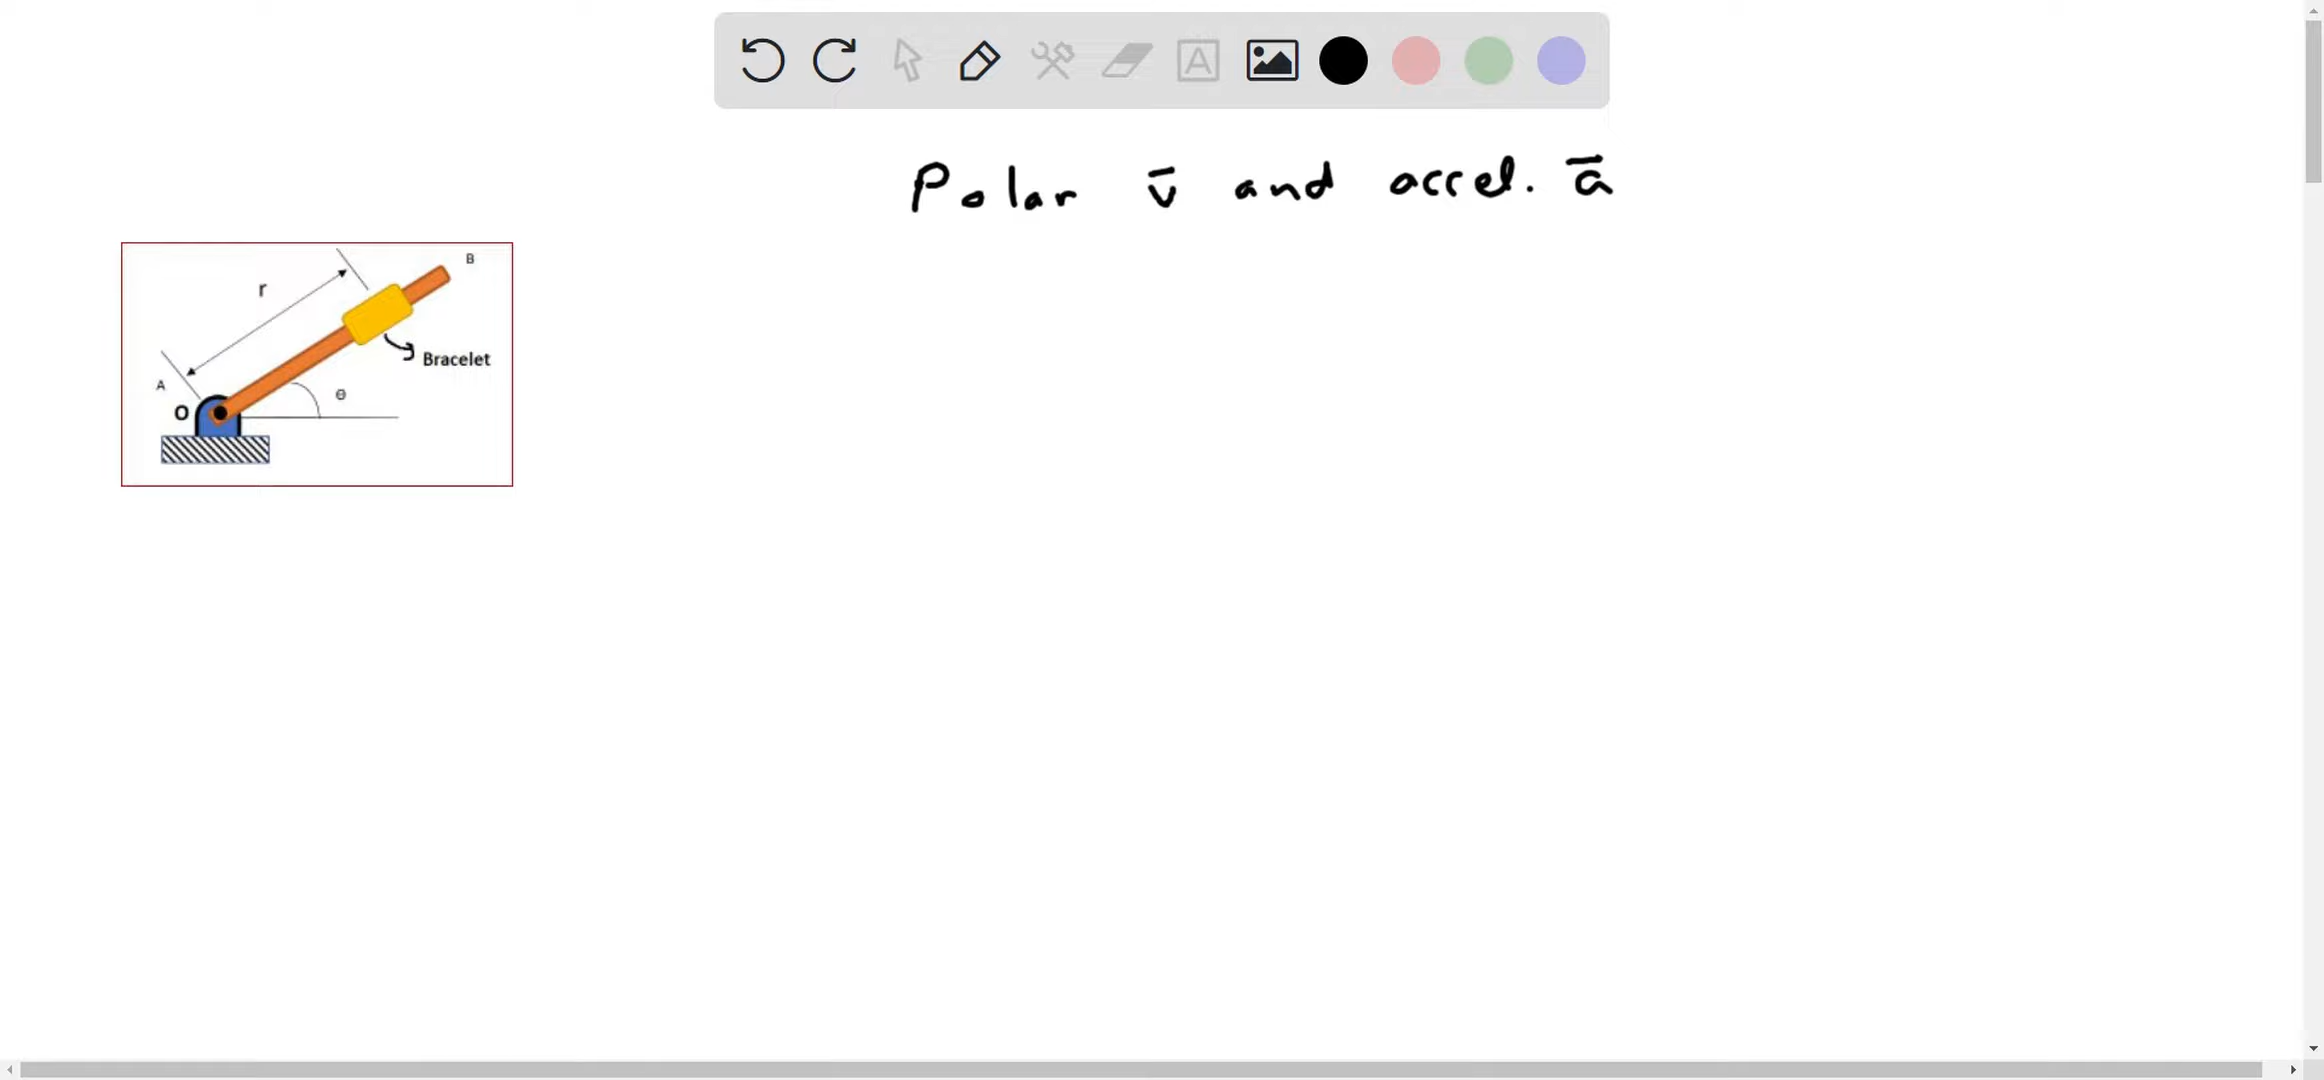 A
Polar v̄ and accel. ā
B
r
Bracelet
A
θ
O